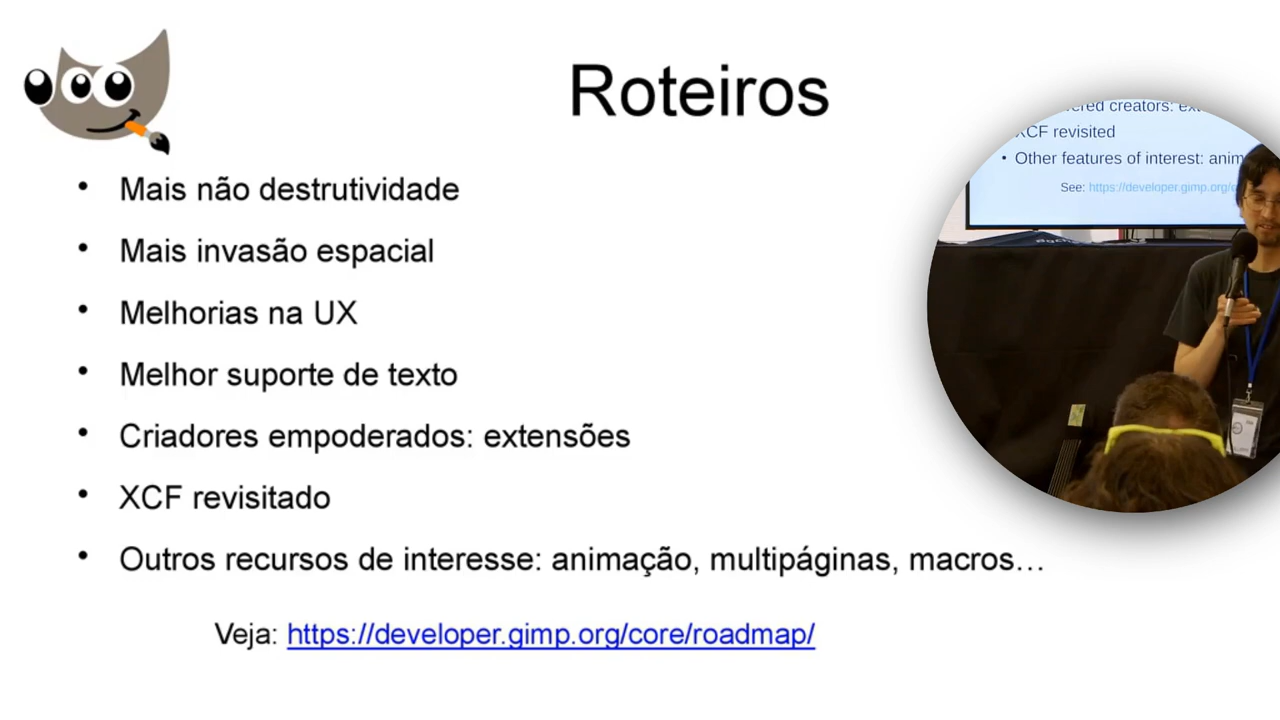 Roteiros
• Mais não destrutividade
• Mais invasão espacial
• Melhorias na UX
• Melhor suporte de texto
• Criadores empoderados: extensões
• XCF revisitado
• Outros recursos de interesse: animação, multipáginas, macros…
Veja: https://developer.gimp.org/core/roadmap/
creators:
XCF revisited
• Other features of interest:
See: https://developer.gimp.org/